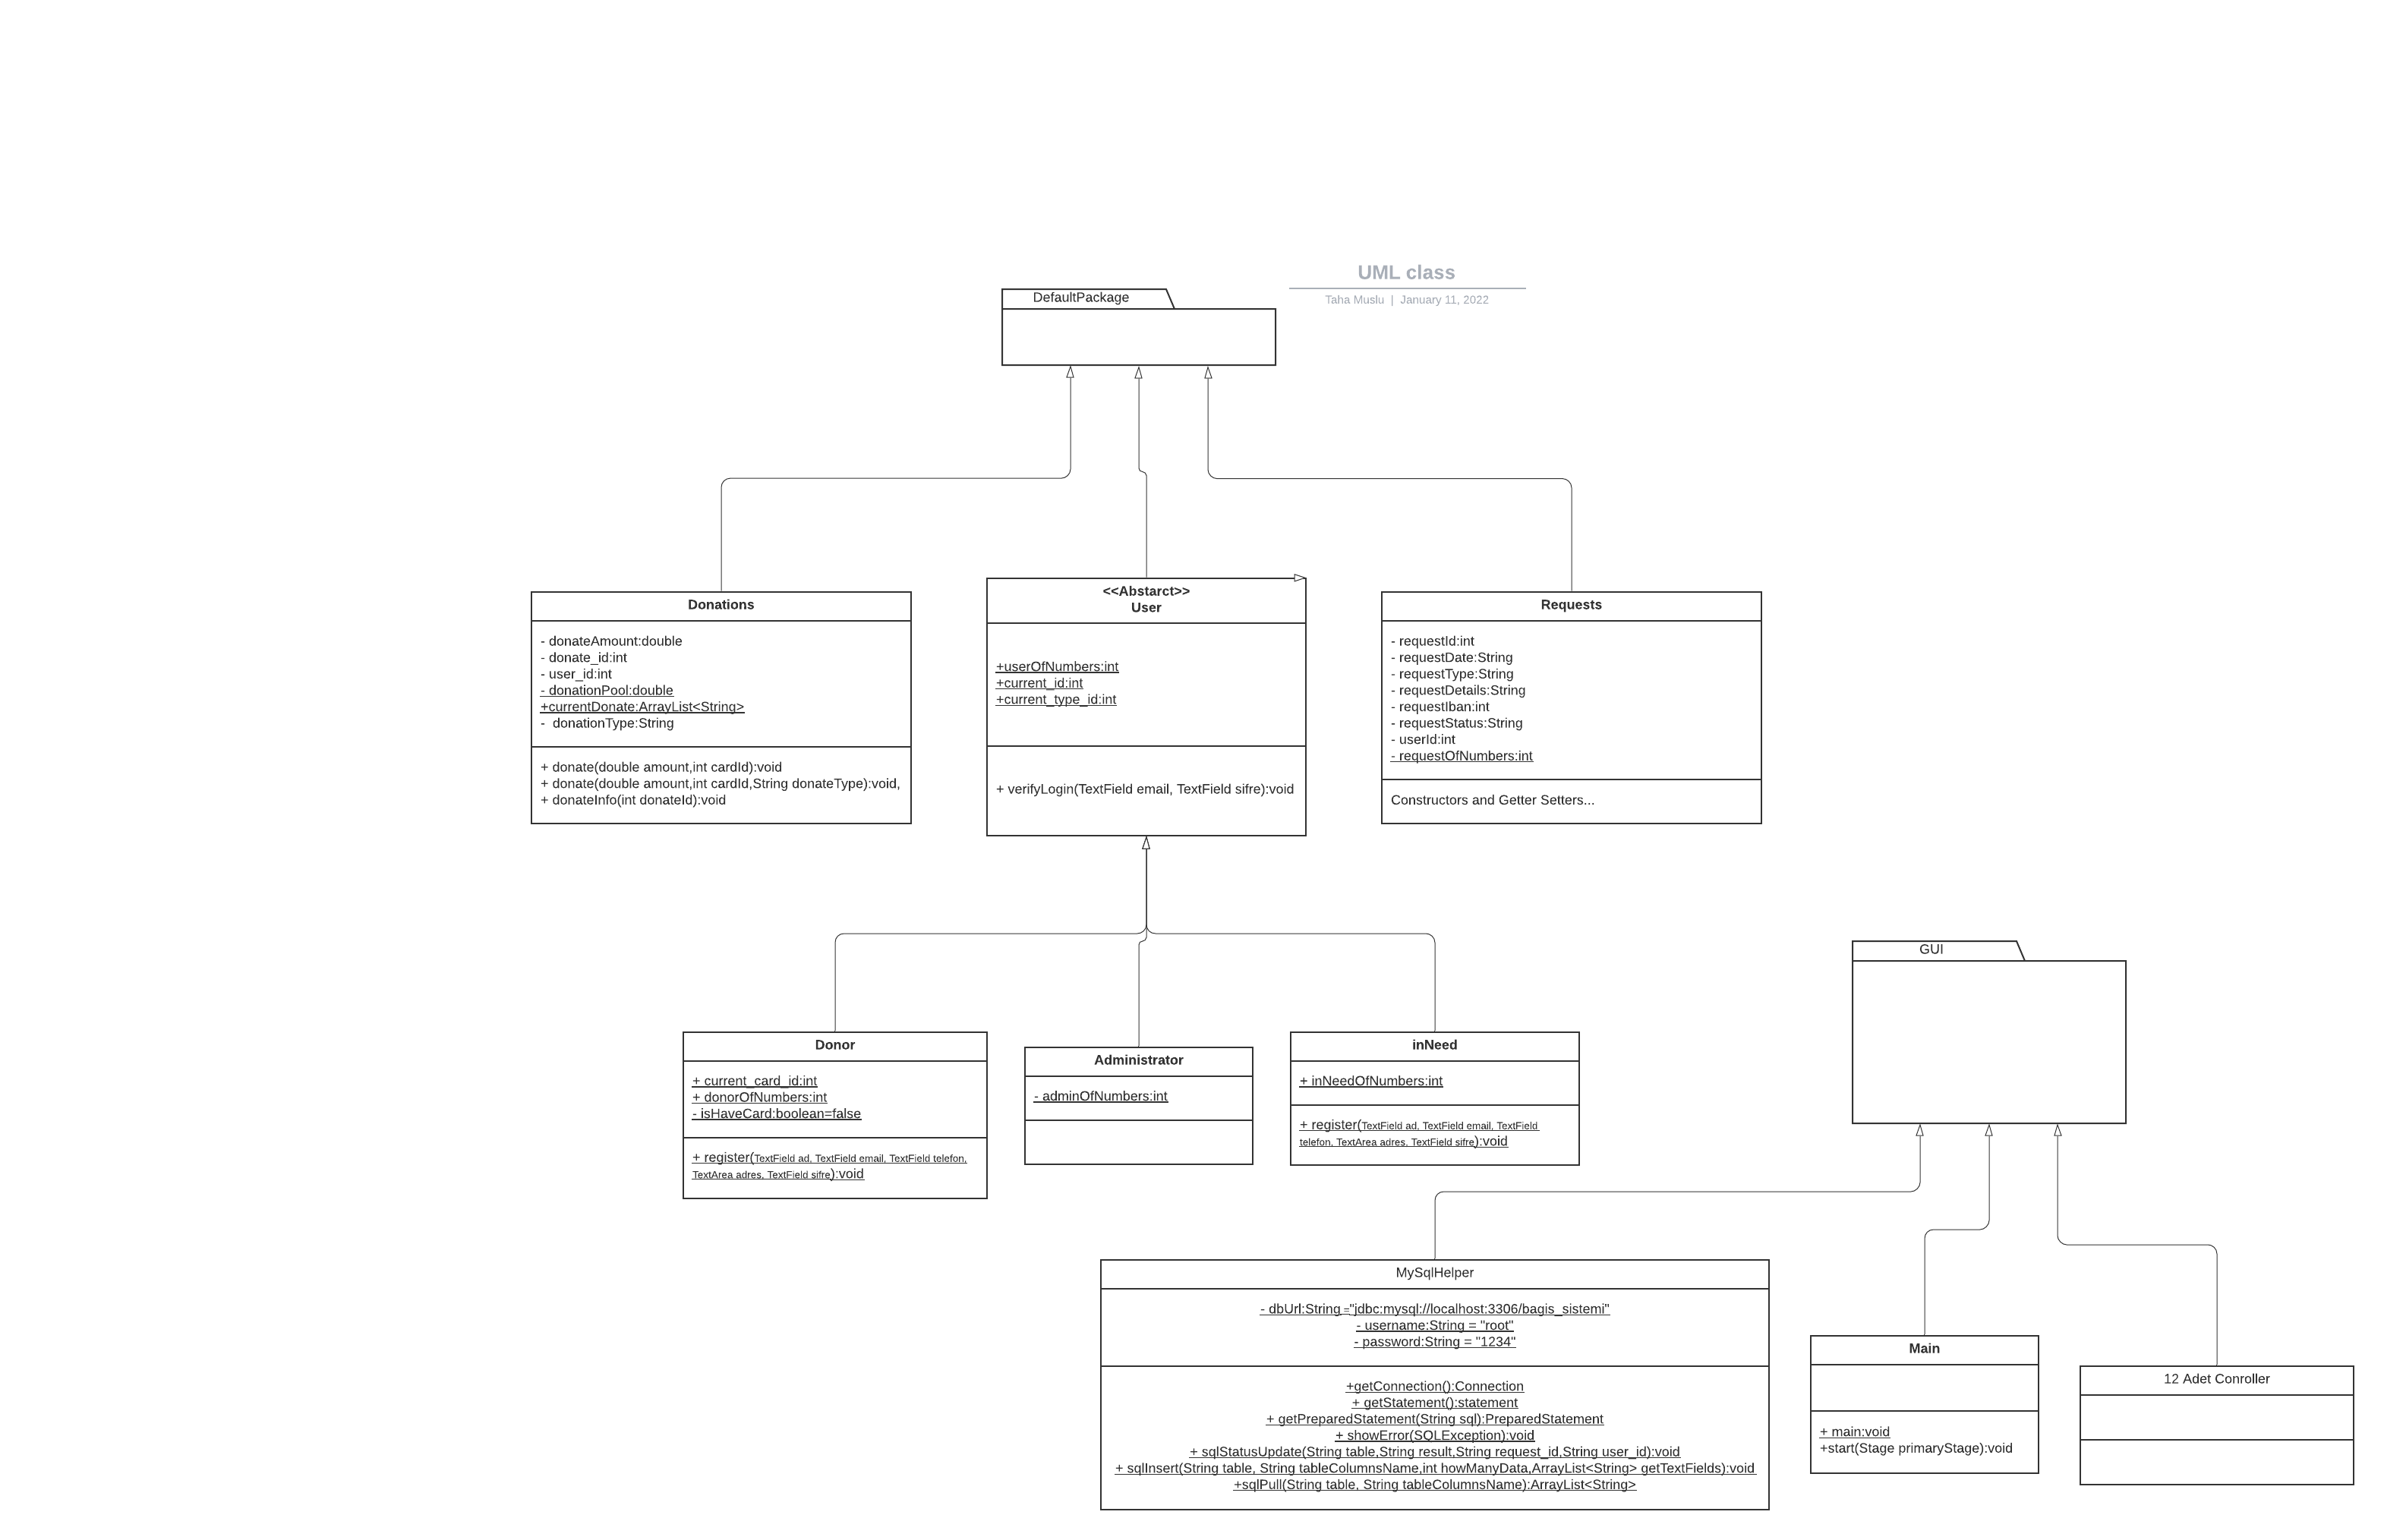 UML class
Taha Muslu | January 11, 2022
DefaultPackage
Donations
- donateAmount:double
- donate_id:int
- user_id:int
- donationPool:double
+currentDonate:ArrayList<String>
-  donationType:String
+ donate(double amount,int cardId):void
+ donate(double amount,int cardId,String donateType):void,
+ donateInfo(int donateId):void
<<Abstarct>>
User
+userOfNumbers:int
+current_id:int
+current_type_id:int
+ verifyLogin(TextField email, TextField sifre):void
Requests
- requestId:int
- requestDate:String
- requestType:String
- requestDetails:String
- requestIban:int
- requestStatus:String
- userId:int
- requestOfNumbers:int
Constructors and Getter Setters...
Donor
+ current_card_id:int
+ donorOfNumbers:int
- isHaveCard:boolean=false
+ register(TextField ad, TextField email, TextField telefon,
TextArea adres, TextField sifre):void
Administrator
- adminOfNumbers:int
inNeed
+ inNeedOfNumbers:int
+ register(TextField ad, TextField email, TextField
telefon, TextArea adres, TextField sifre):void
GUI
MySqlHelper
- dbUrl:String ="jdbc:mysql://localhost:3306/bagis_sistemi"
- username:String = "root"
- password:String = "1234"
+getConnection():Connection
+ getStatement():statement
+ getPreparedStatement(String sql):PreparedStatement
+ showError(SQLException):void
+ sqlStatusUpdate(String table,String result,String request_id,String user_id):void
+ sqlInsert(String table, String tableColumnsName,int howManyData,ArrayList<String> getTextFields):void
+sqlPull(String table, String tableColumnsName):ArrayList<String>
Main
+ main:void
+start(Stage primaryStage):void
12 Adet Conroller